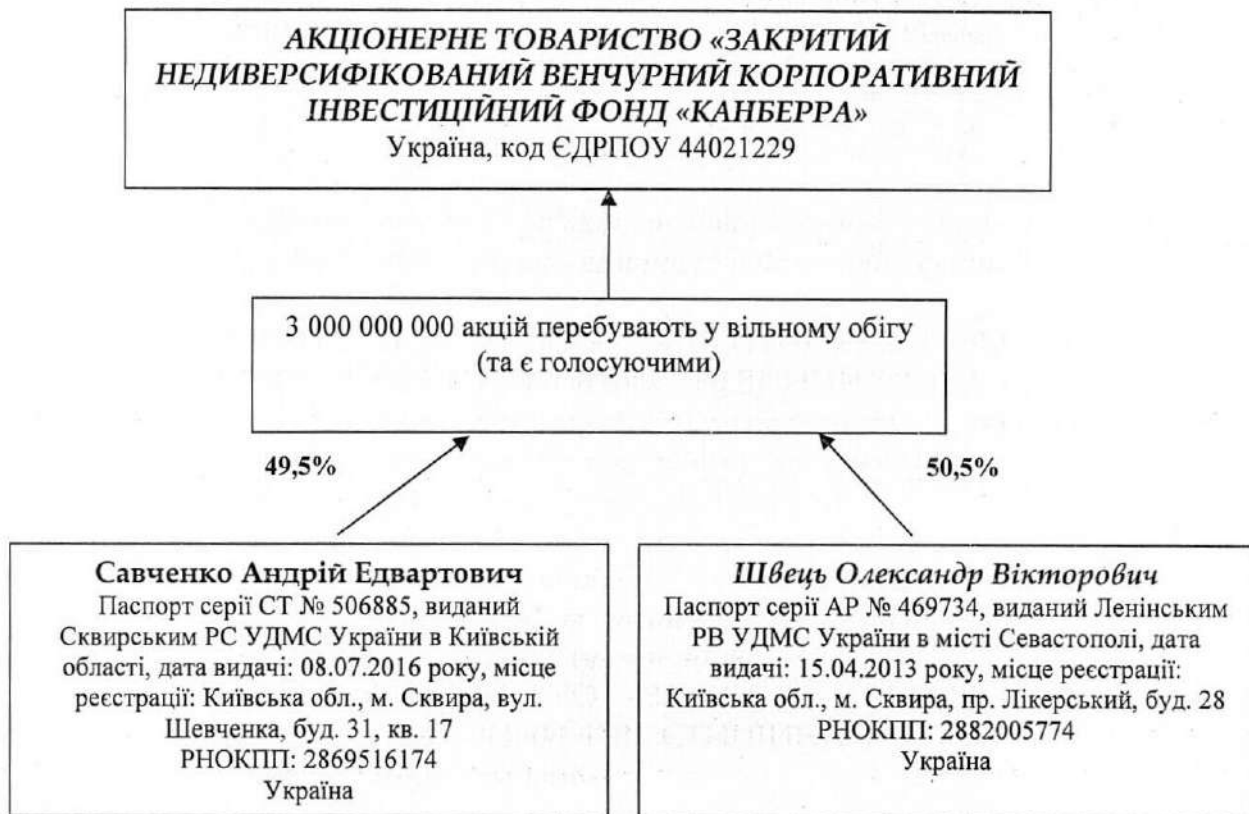 АКЦІОНЕРНЕ ТОВАРИСТВО «ЗАКРИТИЙ
НЕДИВЕРСИФІКОВАНИЙ ВЕНЧУРНИЙ КОРПОРАТИВНИЙ
ІНВЕСТИЦІЙНИЙ ФОНД «КАНБЕРРА»
Україна, код ЄДРПОУ 44021229
3 000 000 000 акцій перебувають у вільному обігу
(та є голосуючими)
49,5%
50,5%
Савченко Андрій Едвартович
Паспорт серії СТ № 506885, виданий
Сквирським РС УДМС України в Київській
області, дата видачі: 08.07.2016 року, місце
реєстрації: Київська обл., м. Сквира, вул.
Шевченка, буд. 31, кв. 17
РНОКПП: 2869516174
Україна
Швець Олександр Вікторович
Паспорт серії АР № 469734, виданий Ленінським
РВ УДМС України в місті Севастополі, дата
видачі: 15.04.2013 року, місце реєстрації:
Київська обл., м. Сквира, пр. Лікерський, буд. 28
РНОКПП: 2882005774
Україна